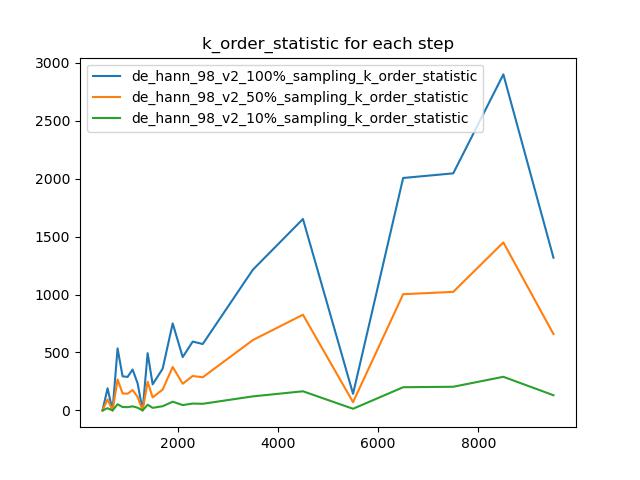 k_order_statistic for each step
de_hann_98_v2_100%_sampling_k_order_statistic
de_hann_98_v2_50%_sampling_k_order_statistic
de_hann_98_v2_10%_sampling_k_order_statistic
3000
2500
2000
1500
1000
500
0
2000 4000 6000 8000